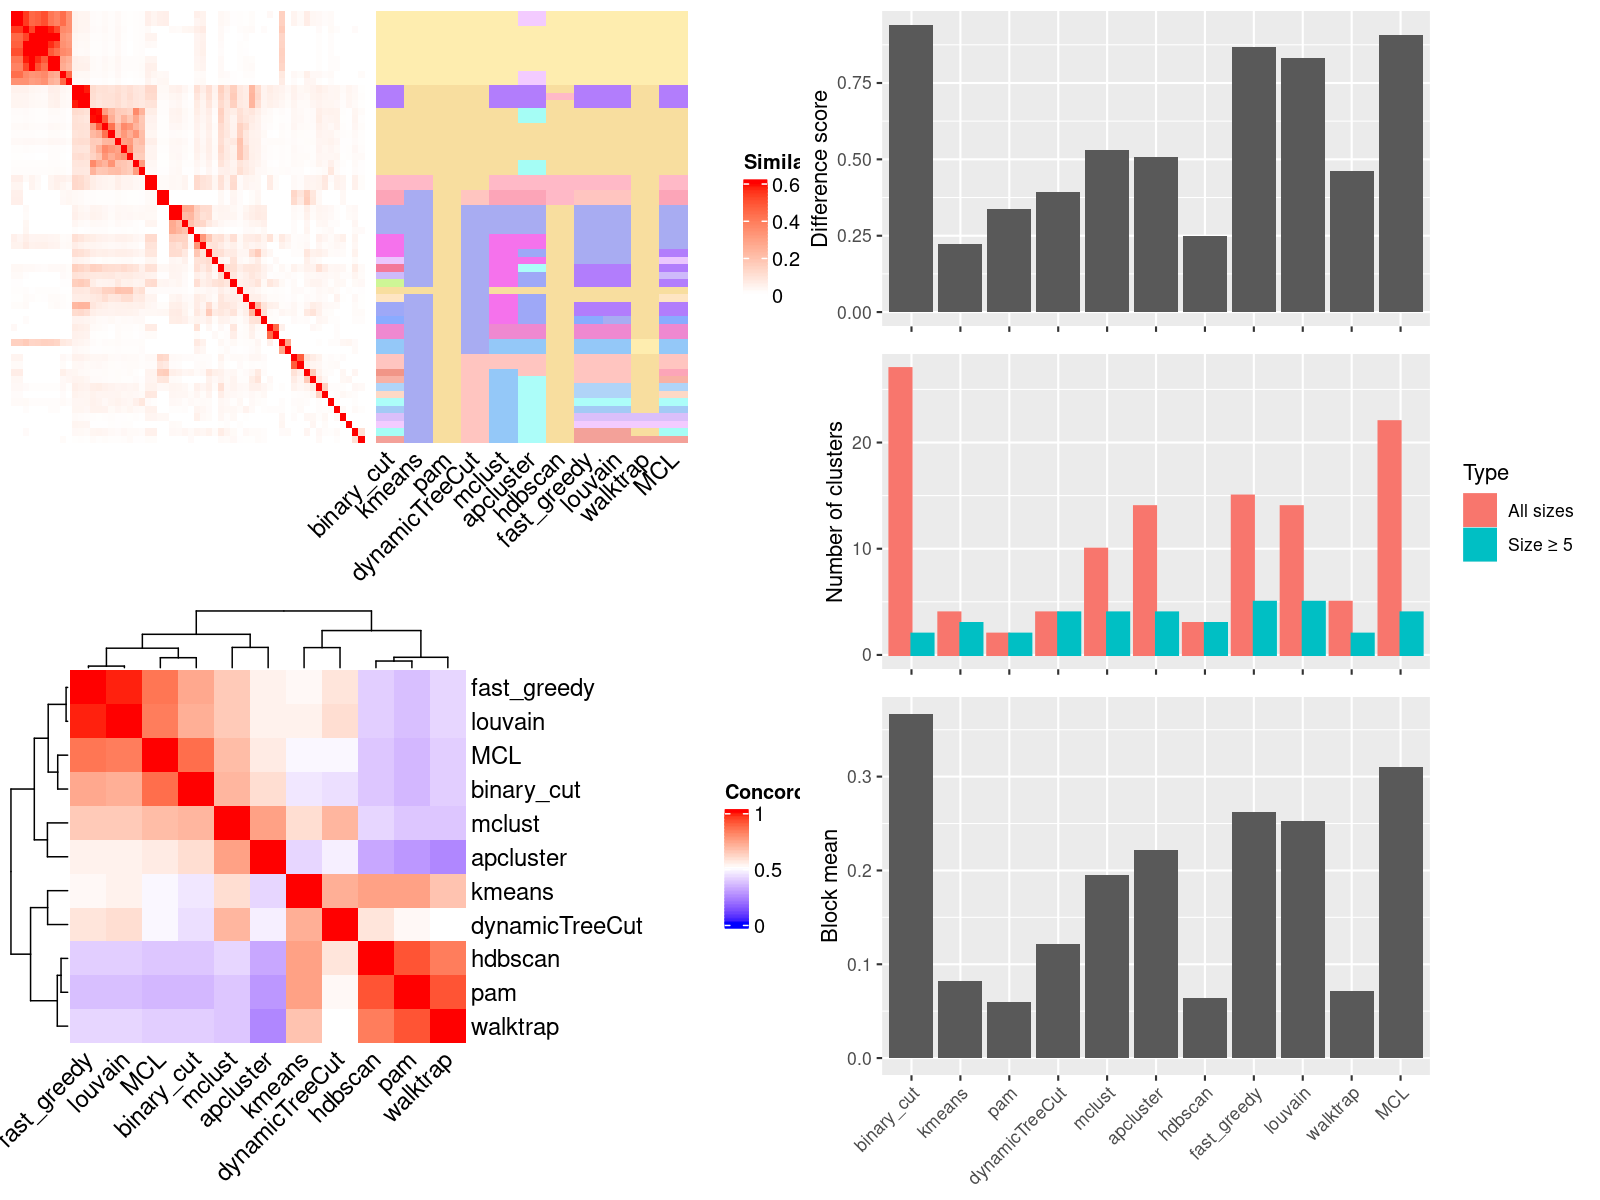 Simila
0.6
0.4
0.2
0
binary_cut
kmeans
pam
dynamicTreeCut
mclust
apcluster
hdbscan
fast_greedy
louvain
walktrap
MCL
Concord
1
0.5
0
fast_greedy
louvain
MCL
binary_cut
mclust
apcluster
kmeans
dynamicTreeCut
hdbscan
pam
walktrap
fast_greedy
louvain
MCL
binary_cut
mclust
apcluster
kmeans
dynamicTreeCut
hdbscan
pam
walktrap
Difference score
0.75
0.50
0.25
0.00
Number of clusters
20
10
0
Type
All sizes
Size ≥ 5
Block mean
0.3
0.2
0.1
0.0
binary_cut
kmeans
pam
dynamicTreeCut
mclust
apcluster
hdbscan
fast_greedy
louvain
walktrap
MCL